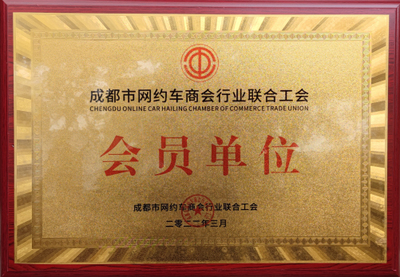 成都市网约车商会行业联合工会
CHENGDU ONLINE CAR HAILING CHAMBER OF COMMERCE TRADE UNION
会员单位
成都市网约车商会行业联合工会
二零二二年三月